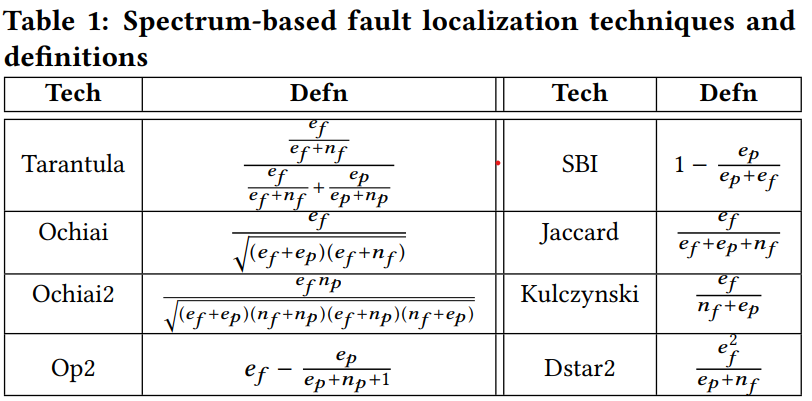 Table 1: Spectrum-based fault localization techniques and
definitions
Tech Defn Tech Defn
Tarantula \frac{\frac{e_f}{e_f+n_f}}{\frac{e_f}{e_f+n_f}+\frac{e_p}{e_p+n_p}} SBI 1 - \frac{e_p}{e_p+e_f}
Ochiai \frac{e_f}{\sqrt{(e_f+e_p)(e_f+n_f)}} Jaccard \frac{e_f}{e_f+e_p+n_f}
Ochiai2 \frac{e_f n_p}{\sqrt{(e_f+e_p)(n_f+n_p)(e_f+n_p)(n_f+e_p)}} Kulczynski \frac{e_f}{n_f+e_p}
Op2 e_f - \frac{e_p}{e_p+n_p+1} Dstar2 \frac{e_f^2}{e_p+n_f}